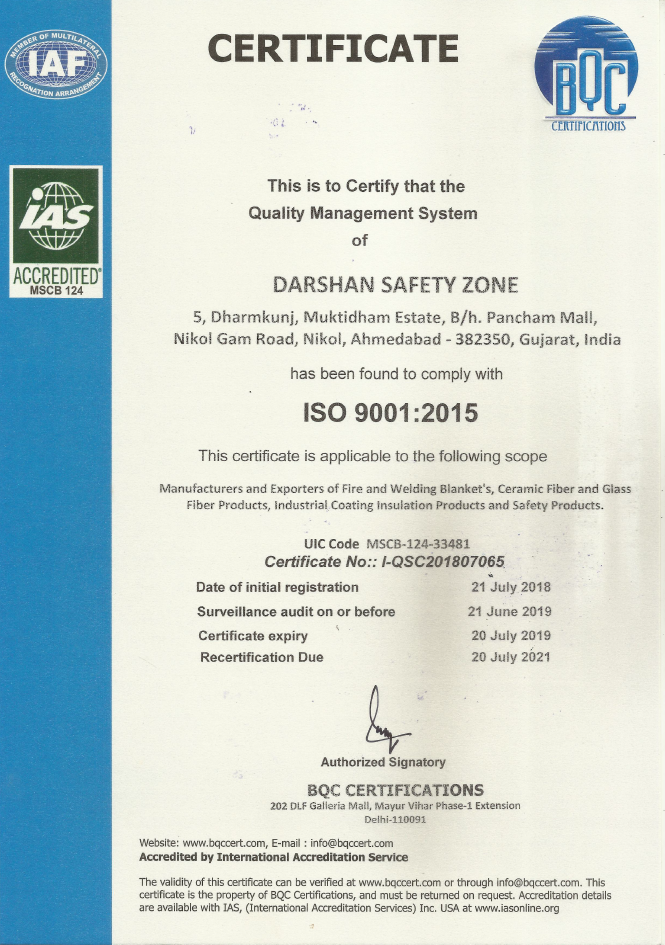 MEMBER OF MULTILATERAL
IAF
RECOGNATION ARRANGEMENT
CERTIFICATE
BQC
CERTIFICATIONS
IAS
ACCREDITED®
MSCB 124
This is to Certify that the
Quality Management System
of
DARSHAN SAFETY ZONE
5, Dharmkunj, Muktidham Estate, B/h. Pancham Mall,
Nikol Gam Road, Nikol, Ahmedabad - 382350, Gujarat, India
has been found to comply with
ISO 9001:2015
This certificate is applicable to the following scope
Manufacturers and Exporters of Fire and Welding Blanket's, Ceramic Fiber and Glass
Fiber Products, Industrial Coating Insulation Products and Safety Products.
UIC Code MSCB-124-33481
Certificate No:: I-QSC201807065
Date of initial registration 21 July 2018
Surveillance audit on or before 21 June 2019
Certificate expiry 20 July 2019
Recertification Due 20 July 2021
Authorized Signatory
BQC CERTIFICATIONS
202 DLF Galleria Mall, Mayur Vihar Phase-1 Extension
Delhi-110091
Website: www.bqccert.com, E-mail : info@bqccert.com
Accredited by International Accreditation Service
The validity of this certificate can be verified at www.bqccert.com or through info@bqccert.com. This
certificate is the property of BQC Certifications, and must be returned on request. Accreditation details
are available with IAS, (International Accreditation Services) Inc. USA at www.iasonline.org